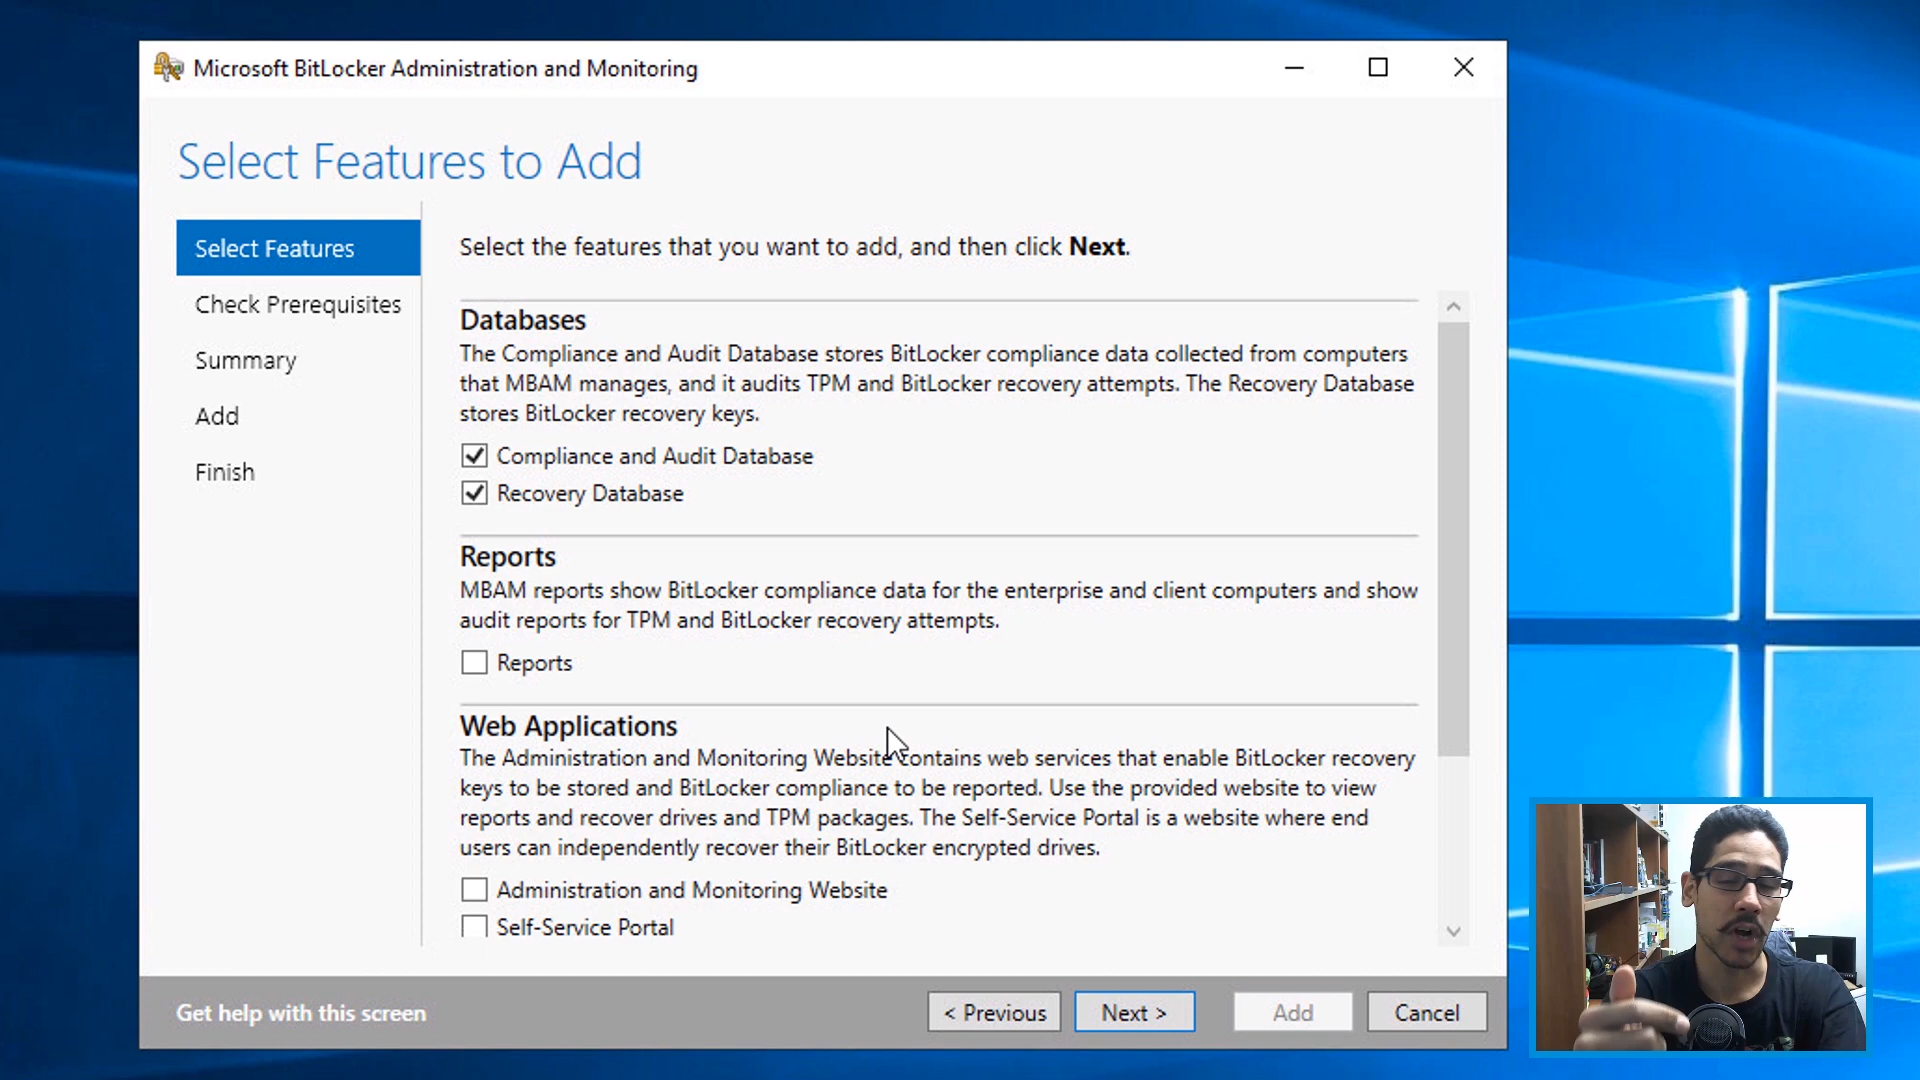 Microsoft BitLocker Administration and Monitoring
Select Features to Add
Select Features
Check Prerequisites
Summary
Add
Finish
Select the features that you want to add, and then click Next.
Databases
The Compliance and Audit Database stores BitLocker compliance data collected from computers
that MBAM manages, and it audits TPM and BitLocker recovery attempts. The Recovery Database
stores BitLocker recovery keys.
Compliance and Audit Database
Recovery Database
Reports
MBAM reports show BitLocker compliance data for the enterprise and client computers and show
audit reports for TPM and BitLocker recovery attempts.
Reports
Web Applications
The Administration and Monitoring Website contains web services that enable BitLocker recovery
keys to be stored and BitLocker compliance to be reported. Use the provided website to view
reports and recover drives and TPM packages. The Self-Service Portal is a website where end
users can independently recover their BitLocker encrypted drives.
Administration and Monitoring Website
Self-Service Portal
Get help with this screen
< Previous
Next >
Add
Cancel